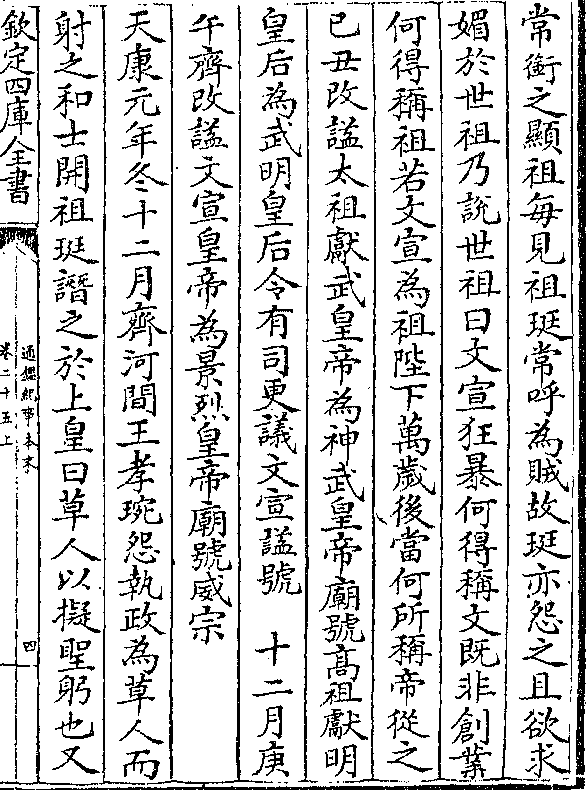 常銜之顯祖每見祖珽常呼為賊故珽亦怨之且欲求
媚於世祖乃說世祖曰文宣狂暴何得稱文既非創業
何得稱祖若文宣為祖陛下萬歲後當何所稱帝從之
已丑改諡太祖獻武皇帝為神武皇帝廟號高祖獻明
皇后為武明皇后令有司更議文宣諡號　十二月庚
午齊改諡文宣皇帝為景烈皇帝廟號威宗
天康元年冬十二月齊河間王孝琬怨執政為草人而
射之和士開祖珽譖之於上皇曰草人以擬聖躬也又
欽定四庫全書
通鑑紀事本末
卷二十五上
四